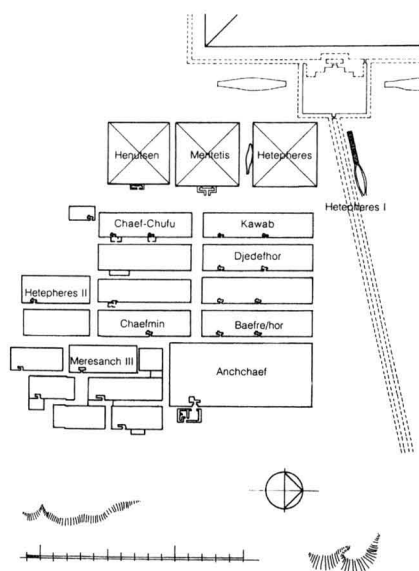 Henutsen Meritetis Hetepheres
Hetepheres I
Chaef-Chufu Kawab
Djedefhor
Hetepheres II
Chaefmin Baefre/hor
Meresanch III
Anchchaef